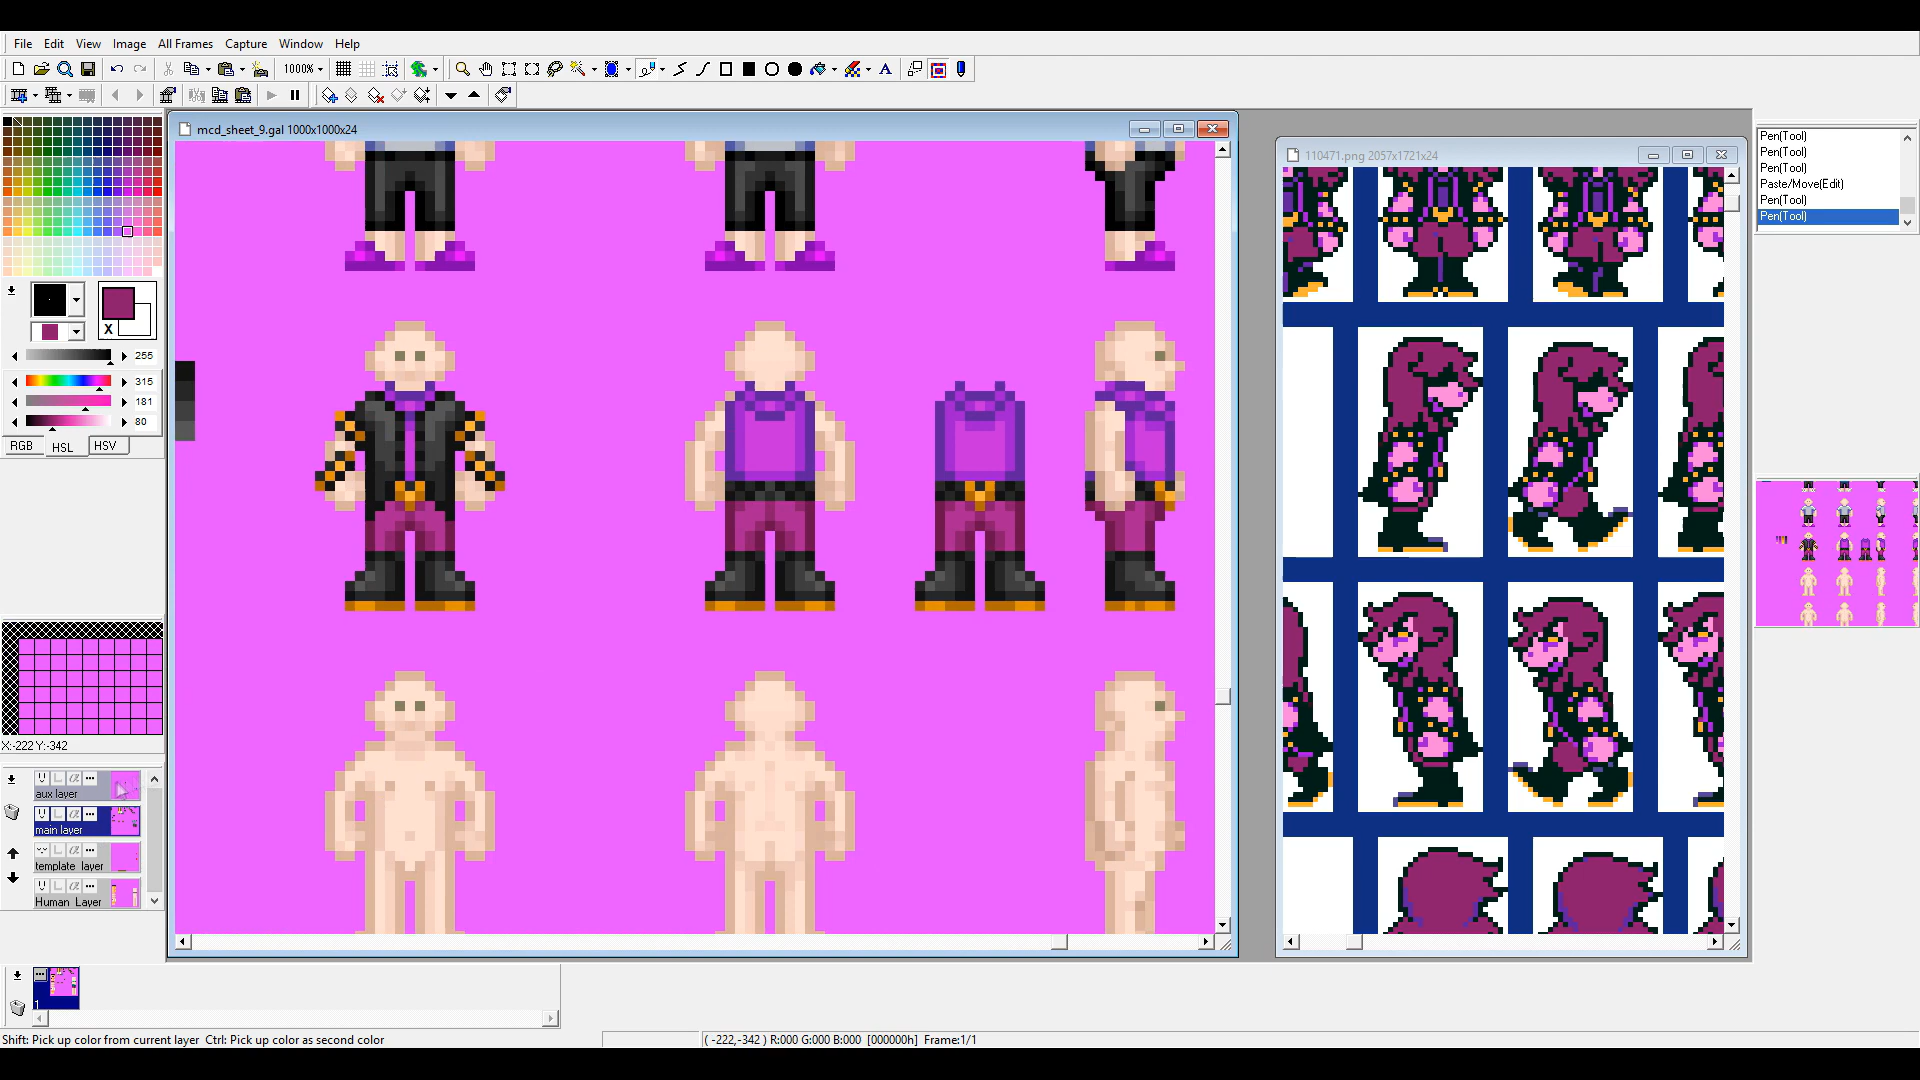 File Edit View Image All Frames Capture Window Help
1000%
A
mcd_sheet_9.gal 1000x1000x24
110471.png 2057x1721x24
Pen(Tool)
Pen(Tool)
Pen(Tool)
Paste/Move(Edit)
Pen(Tool)
Pen(Tool)
X
255
315
181
80
RGB HSL HSV
X:-222 Y:-342
aux layer
main layer
template layer
Human Layer
1
Shift: Pick up color from current layer Ctrl: Pick up color as second color
( -222,-342 ) R:000 G:000 B:000 [000000h] Frame:1/1